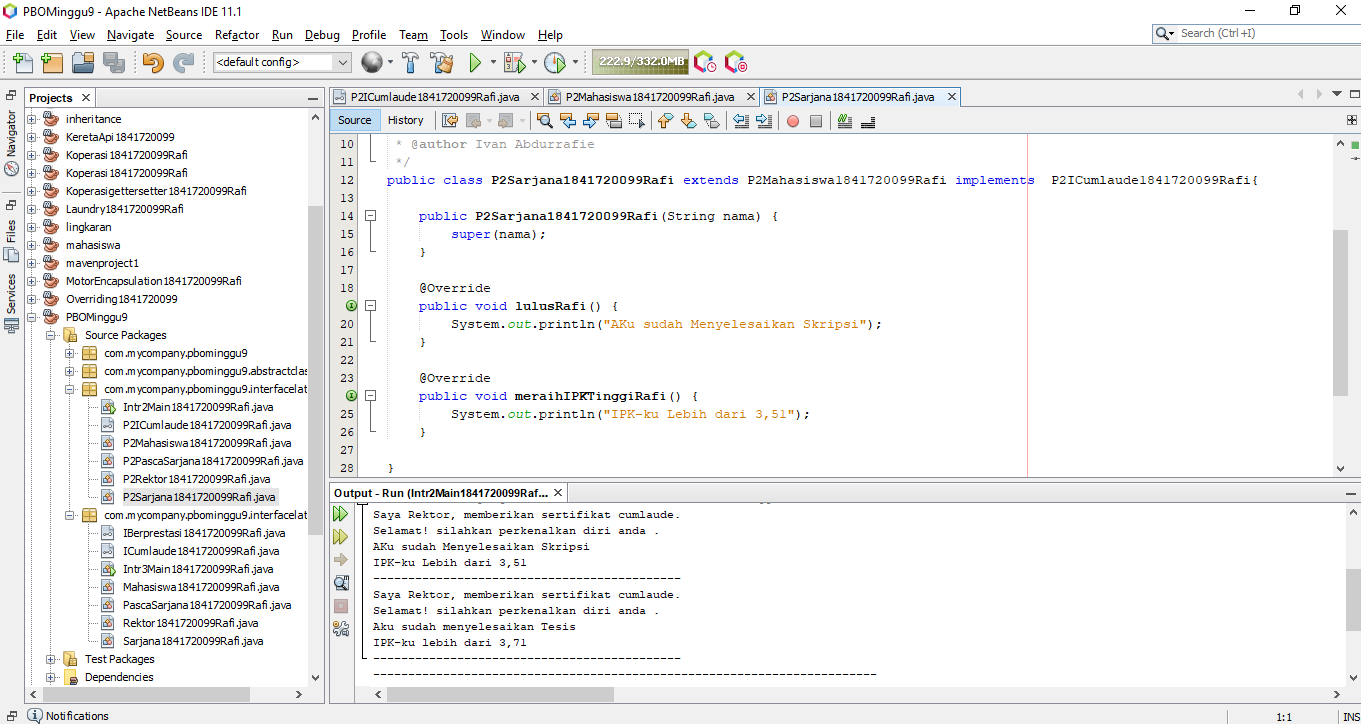 PBOMinggu9 - Apache NetBeans IDE 11.1
File Edit View Navigate Source Refactor Run Debug Profile Team Tools Window Help
Search (Ctrl+I)
<default config>
222.9/332.0MB
Navigator
Files
Services
Projects
inheritance
KeretaApi1841720099
Koperasi1841720099Rafi
Koperasi1841720099Rafi
Koperasigettersetter1841720099Rafi
Laundry1841720099Rafi
lingkaran
mahasiswa
mavenproject1
MotorEncapsulation1841720099Rafi
Overriding1841720099
PBOMinggu9
Source Packages
com.mycompany.pbominggu9
com.mycompany.pbominggu9.abstractclas
com.mycompany.pbominggu9.interfacelat
Intr2Main1841720099Rafi.java
P2ICumlaude1841720099Rafi.java
P2Mahasiswa1841720099Rafi.java
P2PascaSarjana1841720099Rafi.java
P2Rektor1841720099Rafi.java
P2Sarjana1841720099Rafi.java
com.mycompany.pbominggu9.interfacelat
IBerprestasi1841720099Rafi.java
ICumlaude1841720099Rafi.java
Intr3Main1841720099Rafi.java
Mahasiswa1841720099Rafi.java
PascaSarjana1841720099Rafi.java
Rektor1841720099Rafi.java
Sarjana1841720099Rafi.java
Test Packages
Dependencies
P2ICumlaude1841720099Rafi.java P2Mahasiswa1841720099Rafi.java P2Sarjana1841720099Rafi.java
Source History
10 * @author Ivan Abdurrafie
11 */
12 public class P2Sarjana1841720099Rafi extends P2Mahasiswa1841720099Rafi implements P2ICumlaude1841720099Rafi{
13
14 public P2Sarjana1841720099Rafi(String nama) {
15 super(nama);
16 }
17
18 @Override
public void lulusRafi() {
20 System.out.println("AKu sudah Menyelesaikan Skripsi");
21 }
22
23 @Override
public void meraihIPKTinggiRafi() {
25 System.out.println("IPK-ku Lebih dari 3,51");
26 }
27
28 }
Output - Run (Intr2Main1841720099Raf...
Saya Rektor, memberikan sertifikat cumlaude.
Selamat! silahkan perkenalkan diri anda .
AKu sudah Menyelesaikan Skripsi
IPK-ku Lebih dari 3,51
--------------------------------------------
Saya Rektor, memberikan sertifikat cumlaude.
Selamat! silahkan perkenalkan diri anda .
Aku sudah menyelesaikan Tesis
IPK-ku lebih dari 3,71
--------------------------------------------
------------------------------------------------------------------------
Notifications
1:1 INS